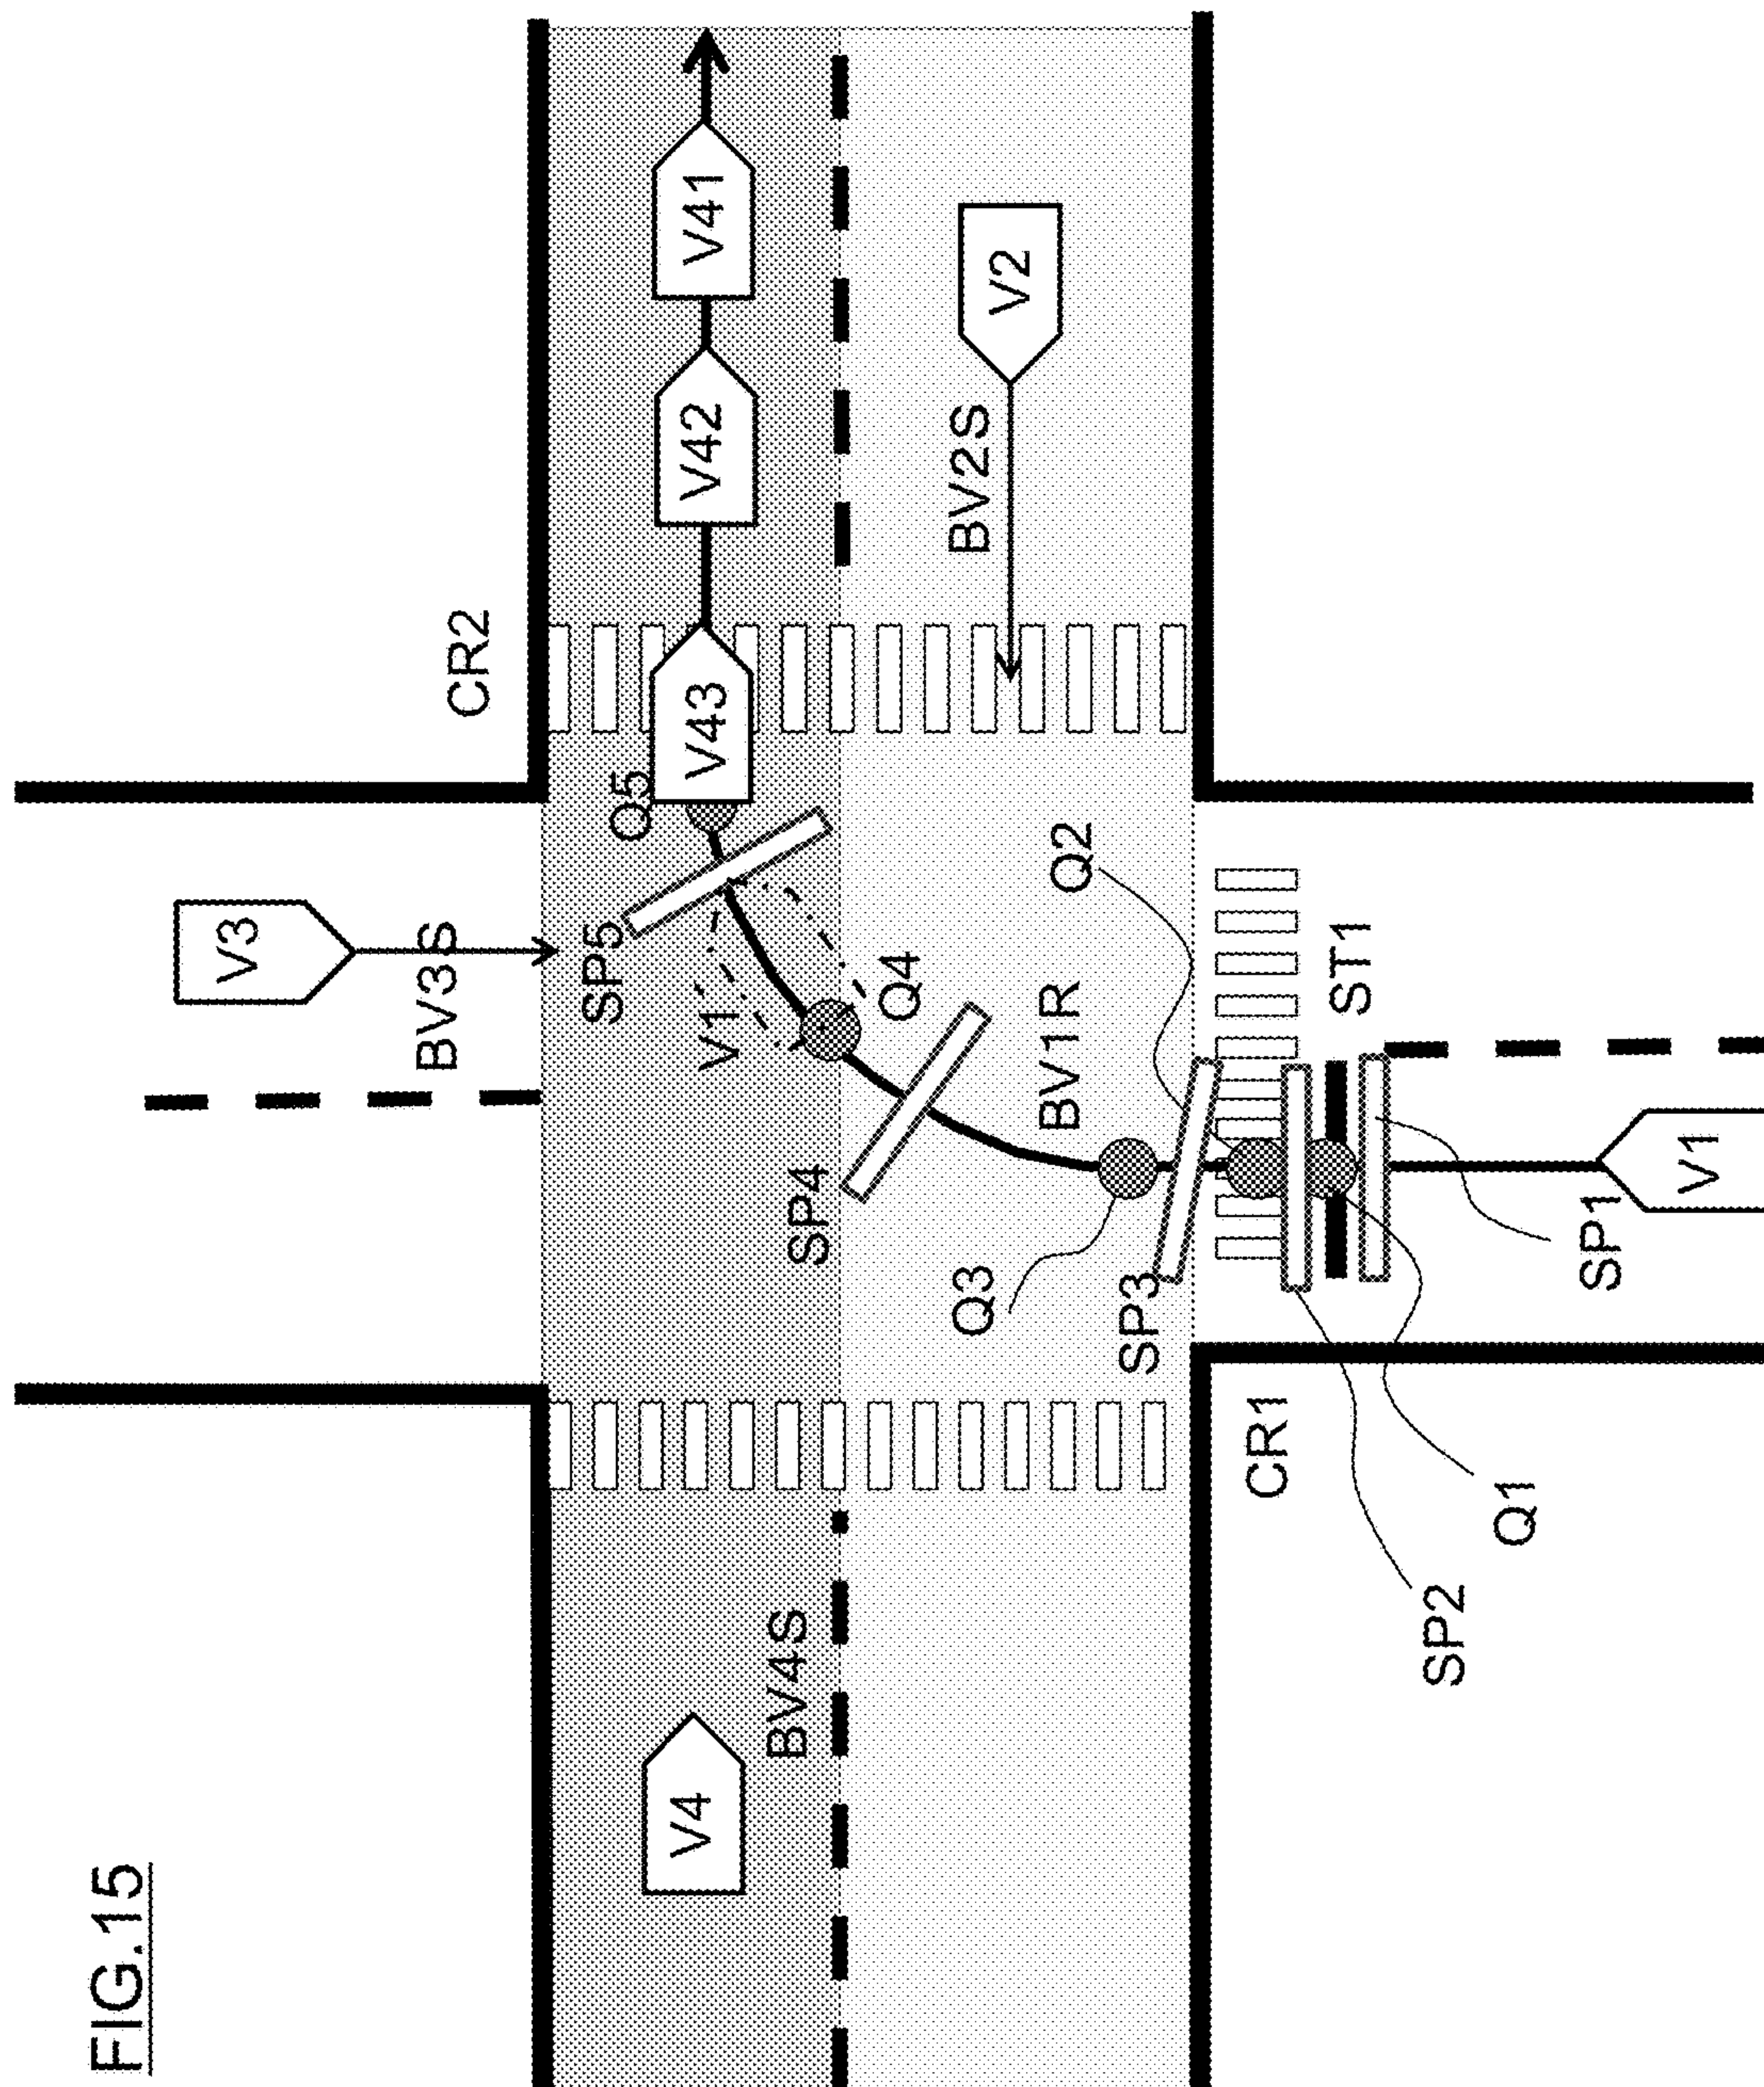 FIG.15
V4
BV4S
CR2
V3
BV3S
SP5
Q5
V43
V42
V41
V1
Q4
SP4
BV2S
V2
BV1R
Q2
Q3
SP3
ST1
CR1
Q1
SP2
SP1
V1